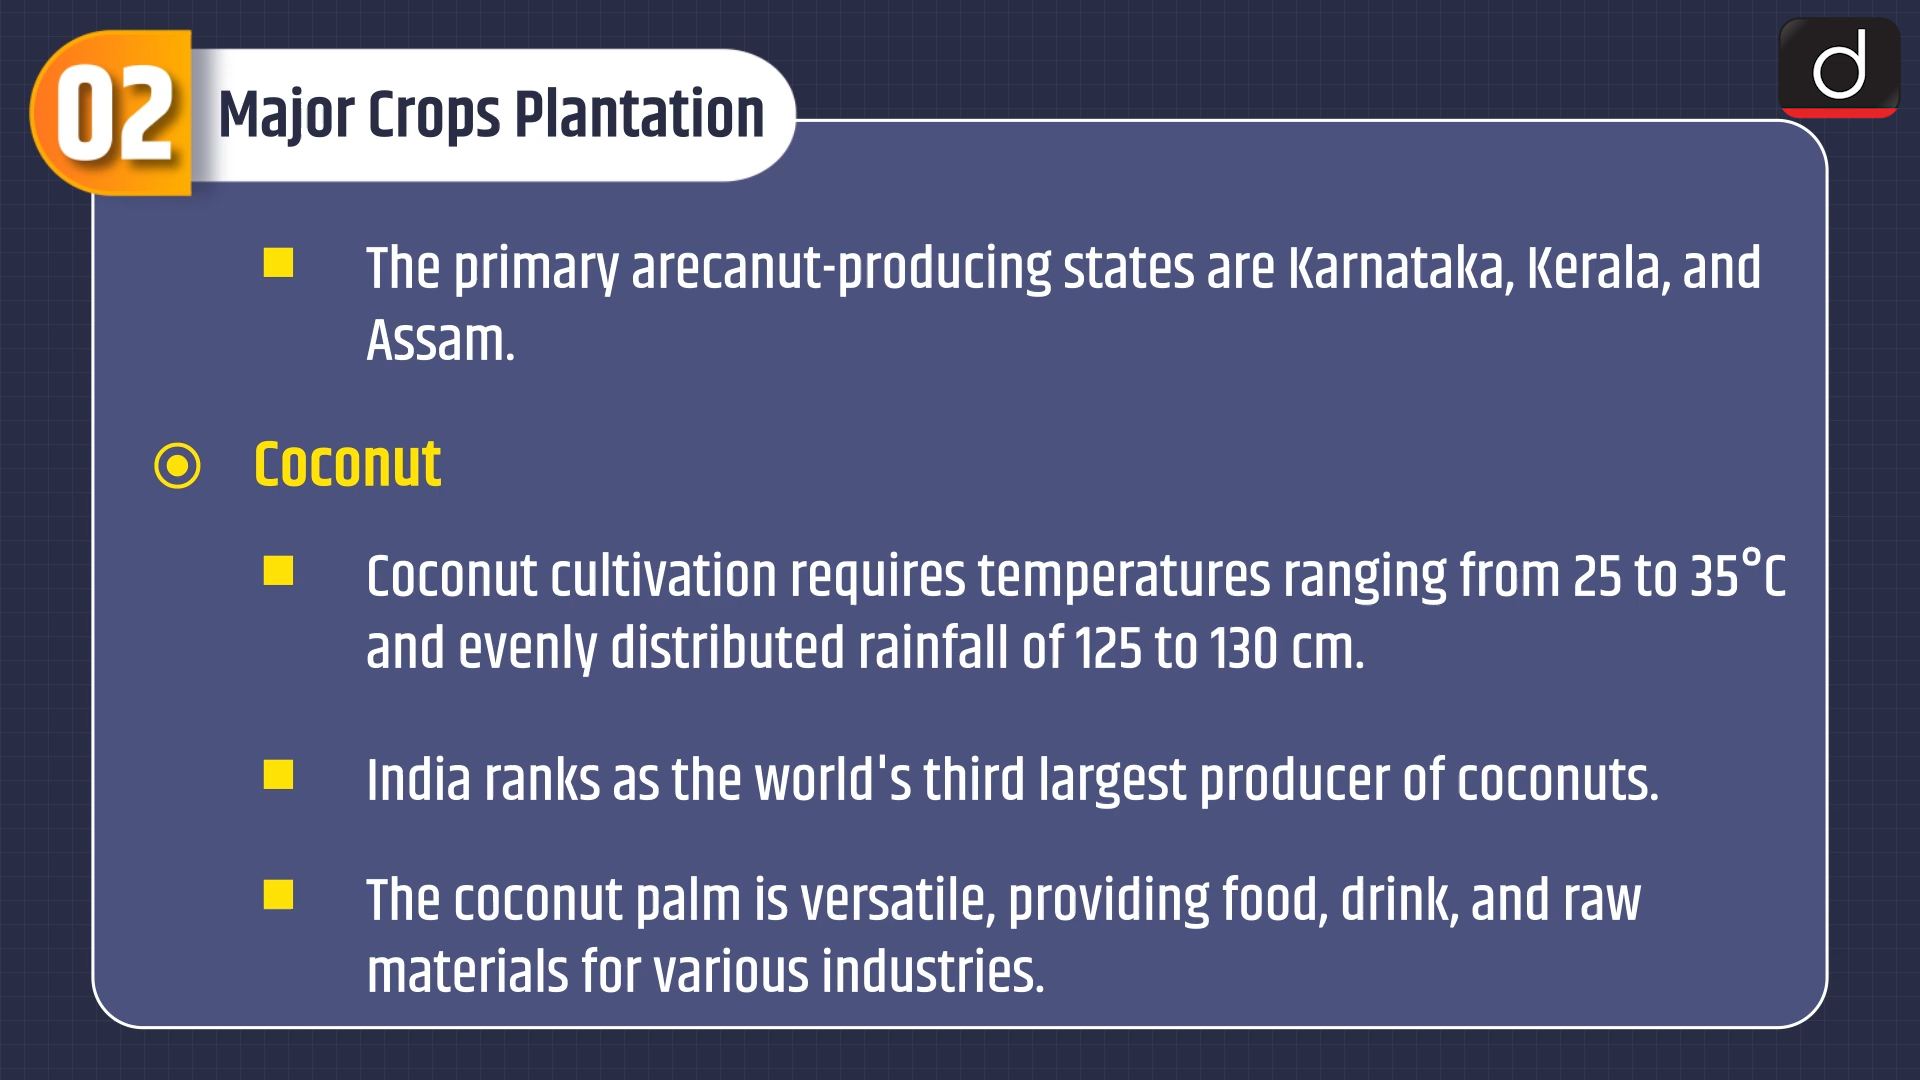 02
Major Crops Plantation
d
The primary arecanut-producing states are Karnataka, Kerala, and
Assam.
Coconut
Coconut cultivation requires temperatures ranging from 25 to 35°C
and evenly distributed rainfall of 125 to 130 cm.
India ranks as the world's third largest producer of coconuts.
The coconut palm is versatile, providing food, drink, and raw
materials for various industries.